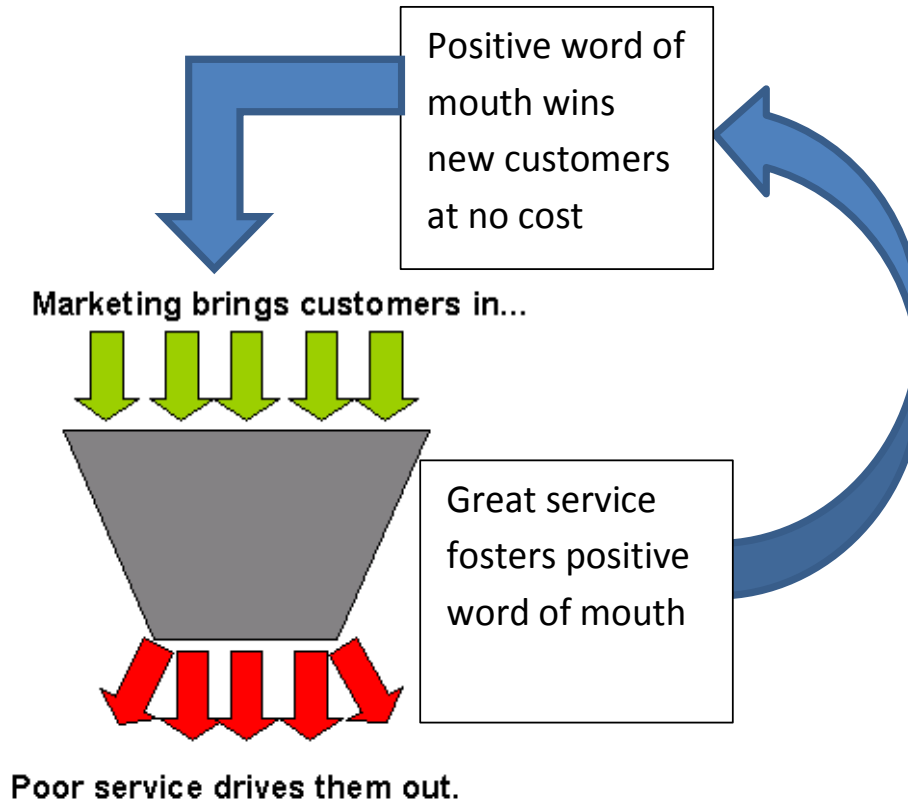 Positive word of
mouth wins
new customers
at no cost
Marketing brings customers in...
Great service
fosters positive
word of mouth
Poor service drives them out.